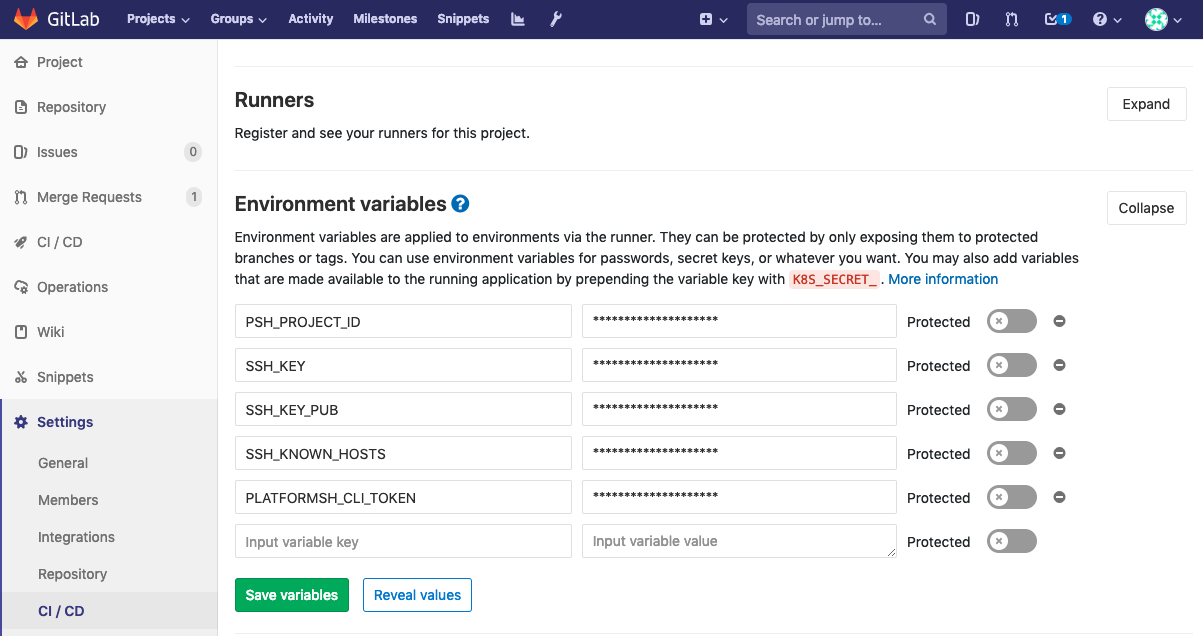 GitLab Projects Groups Activity Milestones Snippets Search or jump to... 1
Project
Repository
Issues 0
Merge Requests 1
CI / CD
Operations
Wiki
Snippets
Settings
General
Members
Integrations
Repository
CI / CD
Runners
Expand
Register and see your runners for this project.
Environment variables ?
Collapse
Environment variables are applied to environments via the runner. They can be protected by only exposing them to protected
branches or tags. You can use environment variables for passwords, secret keys, or whatever you want. You may also add variables
that are made available to the running application by prepending the variable key with K8S_SECRET_ . More information
PSH_PROJECT_ID ******************** Protected
SSH_KEY ******************** Protected
SSH_KEY_PUB ******************** Protected
SSH_KNOWN_HOSTS ******************** Protected
PLATFORMSH_CLI_TOKEN ******************** Protected
Input variable key Input variable value Protected
Save variables Reveal values